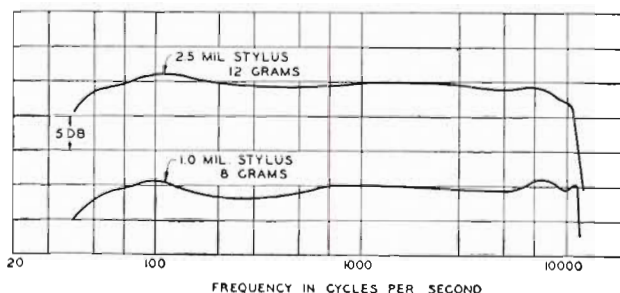 2.5 MIL STYLUS
12 GRAMS
5 DB
1.0 MIL. STYLUS
8 GRAMS
20 100 1000 10000
FREQUENCY IN CYCLES PER SECOND